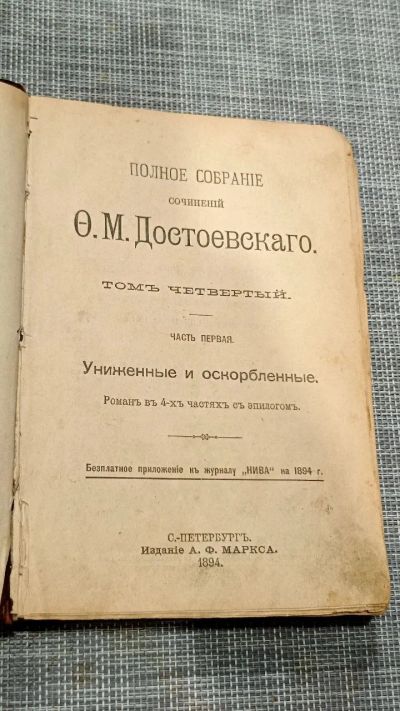 ПОЛНОЕ СОБРАНІЕ
СОЧИНЕНІЙ
Ѳ. М. Достоевскаго.
ТОМЪ ЧЕТВЕРТЫЙ.
ЧАСТЬ ПЕРВАЯ.
Униженные и оскорбленные.
Романъ въ 4-хъ частяхъ съ эпилогомъ.
Безплатное приложеніе къ журналу „НИВА“ на 1894 г.
С.-ПЕТЕРБУРГЪ.
Изданіе А. Ф. МАРКСА.
1894.